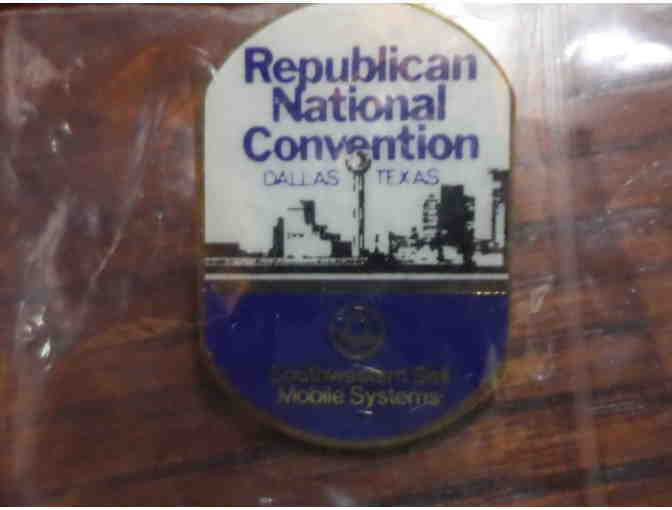 Republican
National
Convention
DALLAS TEXAS
Southwestern Bell
Mobile Systems